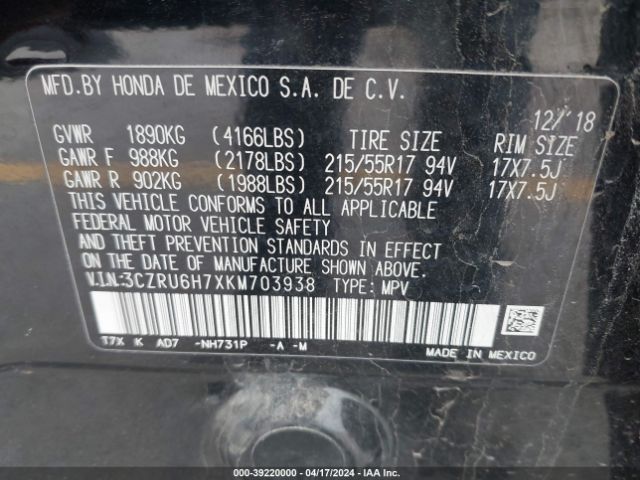 MFD.BY HONDA DE MEXICO S.A. DE C.V.
12/'18
GVWR 1890KG (4166LBS) TIRE SIZE RIM SIZE
GAWR F 988KG (2178LBS) 215/55R17 94V 17X7.5J
GAWR R 902KG (1988LBS) 215/55R17 94V 17X7.5J
THIS VEHICLE CONFORMS TO ALL APPLICABLE
FEDERAL MOTOR VEHICLE SAFETY
AND THEFT PREVENTION STANDARDS IN EFFECT
ON THE DATE OF MANUFACTURE SHOWN ABOVE.
V.I.N:3CZRU6H7XKM703938 TYPE: MPV
T7X K AD7 -NH731P -A -M
MADE IN MEXICO
000-39220000 - 04/17/2024 - IAA Inc.